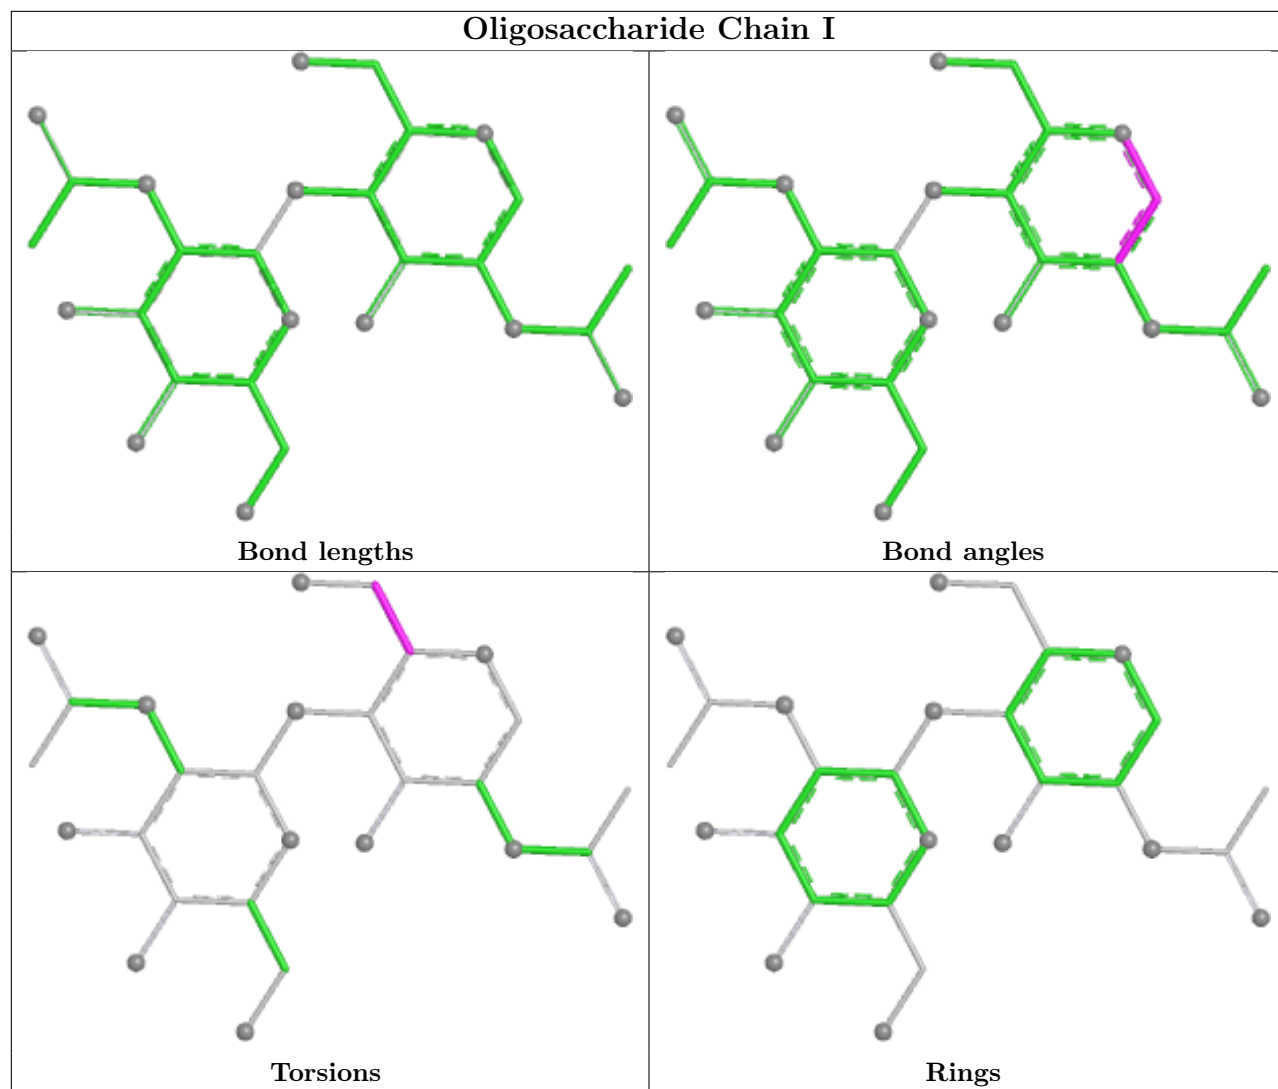 Oligosaccharide Chain I
Bond lengths
Bond angles
Torsions
Rings